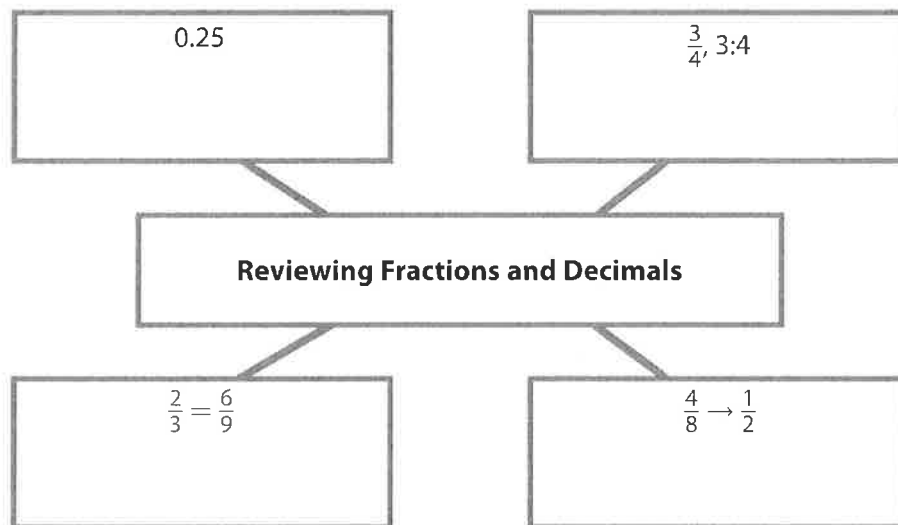 0.25
3/4, 3:4
Reviewing Fractions and Decimals
2/3 = 6/9
4/8 → 1/2